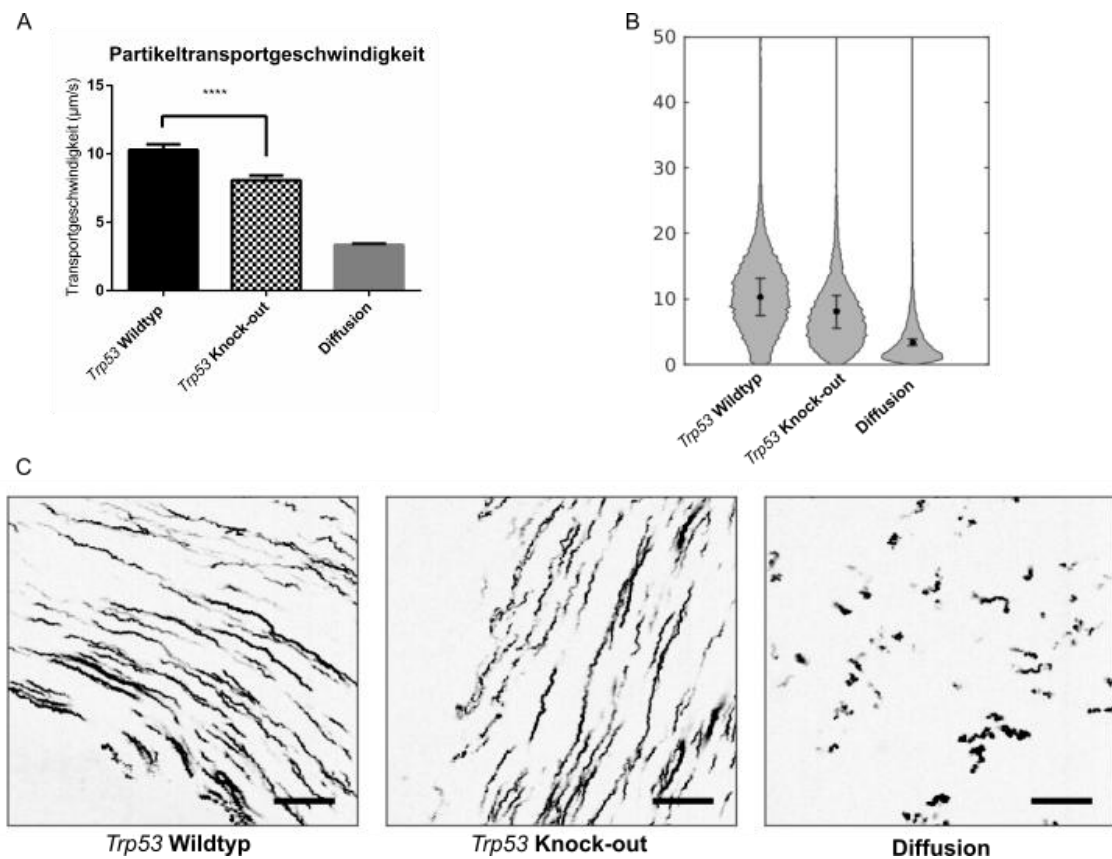 A
Partikeltransportgeschwindigkeit
Transportgeschwindigkeit (µm/s)
15
10
5
0
****
Trp53 Wildtyp
Trp53 Knock-out
Diffusion
B
50
40
30
20
10
0
Trp53 Wildtyp
Trp53 Knock-out
Diffusion
C
Trp53 Wildtyp
Trp53 Knock-out
Diffusion